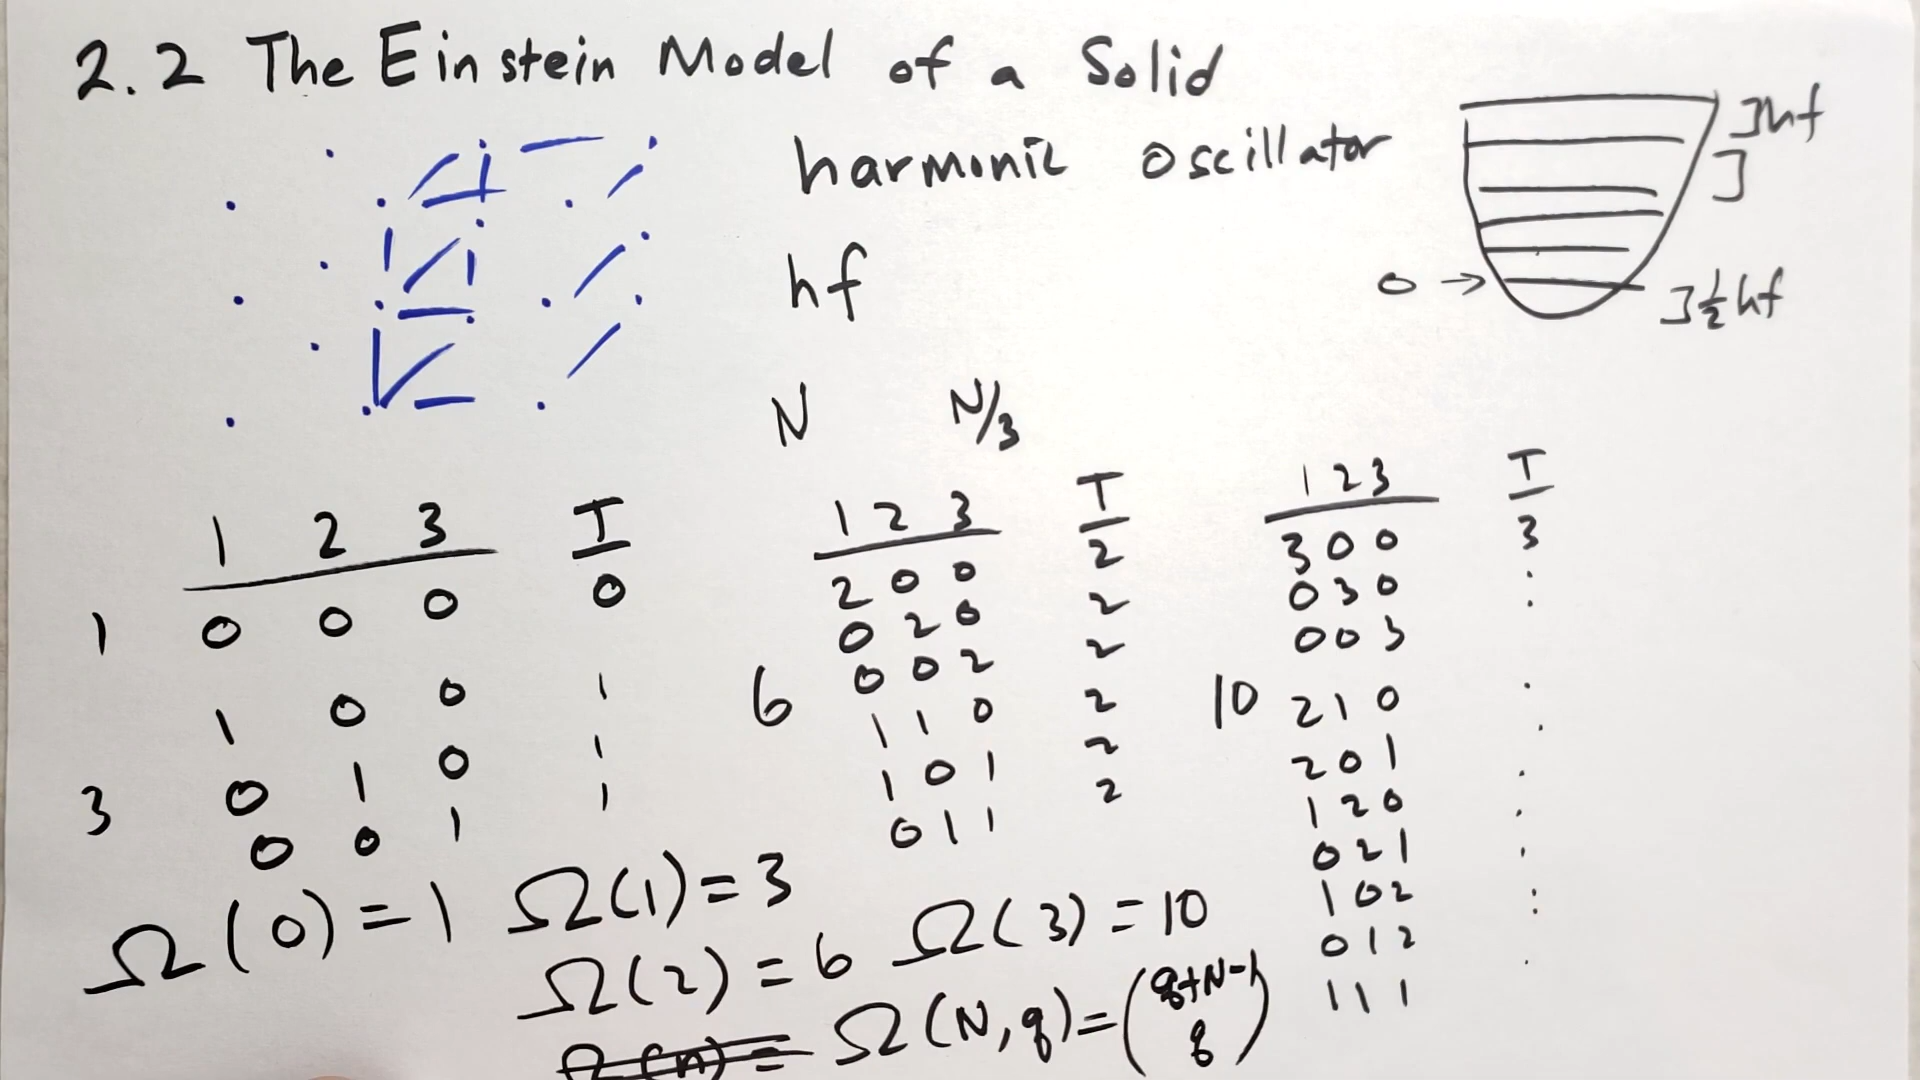 2.2 The Einstein Model of a Solid
harmonic oscillator
]hf
]
hf
0 →
]½hf
N N/3
1 2 3 T
1 0 0 0 0
1 0 0 1
3 0 1 0 1
0 0 1 1
1 2 3 T
2 0 0 2
0 2 0 2
0 0 2 2
6 1 1 0 2
1 0 1 2
0 1 1 2
1 2 3 T
3 0 0 3
0 3 0
0 0 3
10 2 1 0
2 0 1
1 2 0
0 2 1
1 0 2
0 1 2
1 1 1
Ω(0)=1 Ω(1)=3
Ω(2)=6 Ω(3)=10
Ω(n)= Ω(N,q)=(q+N-1 q)